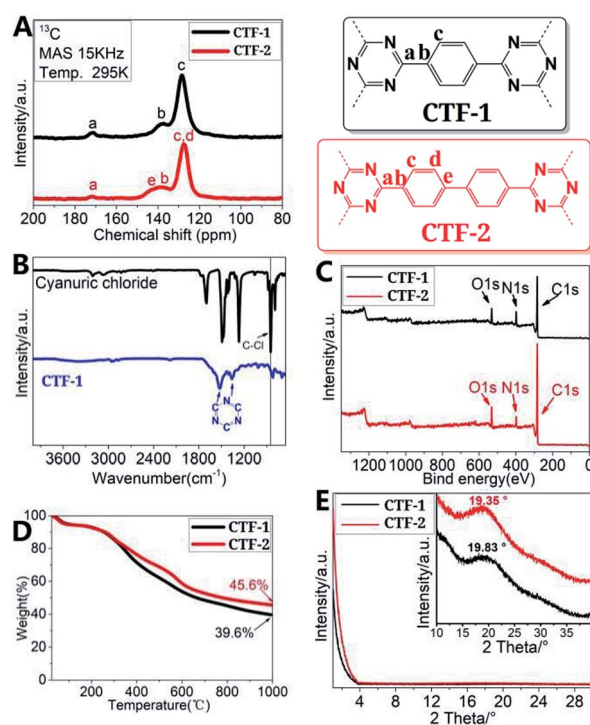 A
¹³C
MAS 15KHz
Temp. 295K
CTF-1
CTF-2
c
b
a
c,d
e b
a
Intensity/a.u.
200 180 160 140 120 100 80
Chemical shift (ppm)
c
a b
N N N N N N
CTF-1
c d
a b e
N N N N N N
CTF-2
B
Cyanuric chloride
C-Cl
CTF-1
N
C C
N N
C
Intensity/a.u.
3600 3000 2400 1800 1200
Wavenumber(cm⁻¹)
C
CTF-1
CTF-2
O1s N1s C1s
O1s N1s C1s
Intensity/a.u.
1200 1000 800 600 400 200 0
Bind energy(eV)
D
CTF-1
CTF-2
45.6%
39.6%
Weight(%)
100
80
60
40
20
0
200 400 600 800 1000
Temperature(℃)
E
CTF-1
CTF-2
19.35 °
19.83 °
Intensity/a.u.
10 15 20 25 30 35
2 Theta/°
Intensity/a.u.
4 8 12 16 20 24 28
2 Theta/°